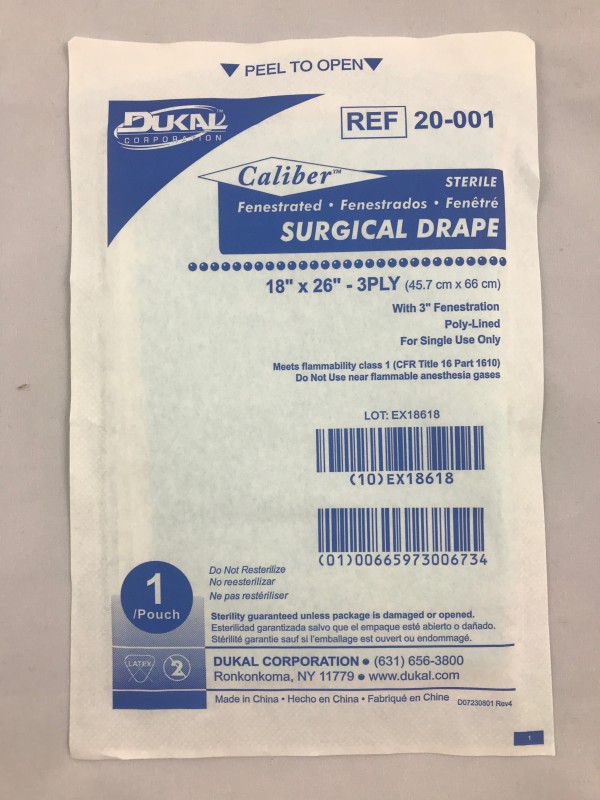 ▼ PEEL TO OPEN ▼
DUKAL™
CORPORATION
REF 20-001
Caliber™
STERILE
Fenestrated • Fenestrados • Fenêtré
SURGICAL DRAPE
18" x 26" - 3PLY (45.7 cm x 66 cm)
With 3" Fenestration
Poly-Lined
For Single Use Only
Meets flammability class 1 (CFR Title 16 Part 1610)
Do Not Use near flammable anesthesia gases
LOT: EX18618
(10)EX18618
(01)00665973006734
1
/Pouch
Do Not Resterilize
No reesterilizar
Ne pas restériliser
Sterility guaranteed unless package is damaged or opened.
Esterilidad garantizada salvo que el empaque esté abierto o dañado.
Stérilité garantie sauf si l'emballage est ouvert ou endommagé.
LATEX
2
DUKAL CORPORATION • (631) 656-3800
Ronkonkoma, NY 11779 • www.dukal.com
Made in China • Hecho en China • Fabriqué en Chine
D07230801 Rev4
1